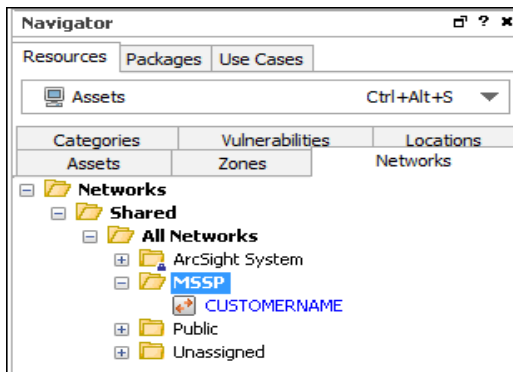 Navigator ? ×
Resources Packages Use Cases
Assets Ctrl+Alt+S
Categories Vulnerabilities Locations
Assets Zones Networks
Networks
Shared
All Networks
ArcSight System
MSSP
CUSTOMERNAME
Public
Unassigned